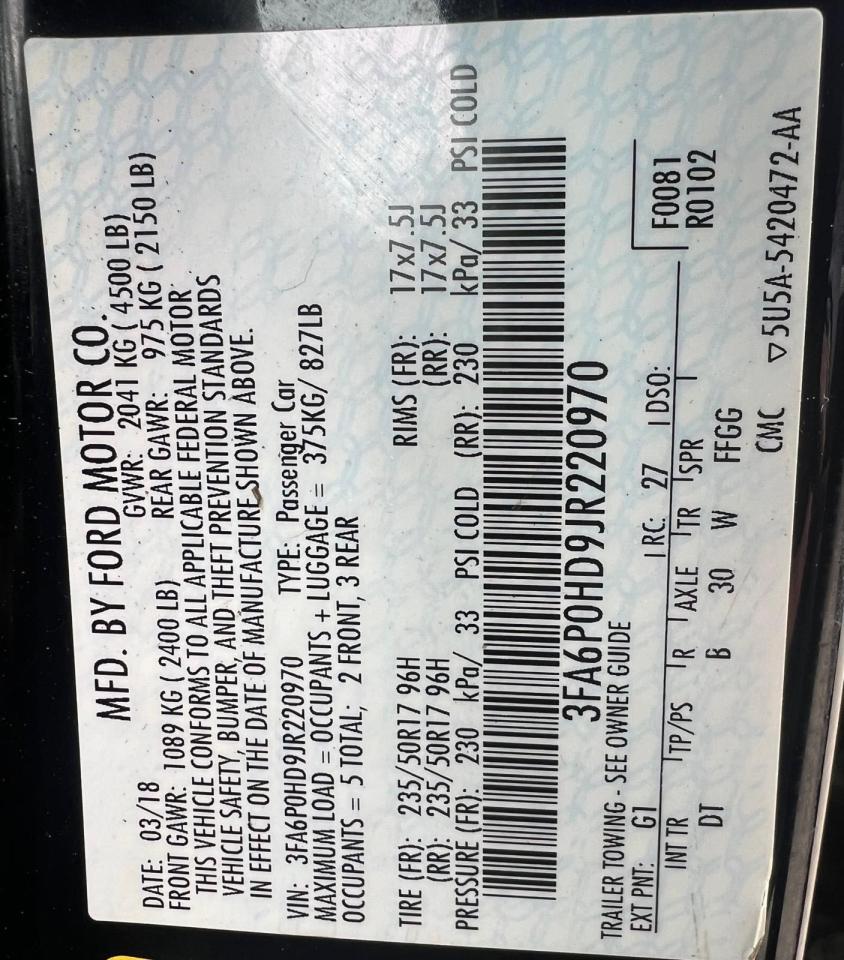 MFD. BY FORD MOTOR CO.
DATE: 03/18 GVWR: 2041 KG ( 4500 LB)
FRONT GAWR: 1089 KG ( 2400 LB) REAR GAWR: 975 KG ( 2150 LB)
THIS VEHICLE CONFORMS TO ALL APPLICABLE FEDERAL MOTOR
VEHICLE SAFETY, BUMPER, AND THEFT PREVENTION STANDARDS
IN EFFECT ON THE DATE OF MANUFACTURE SHOWN ABOVE.
VIN: 3FA6P0HD9JR220970 TYPE: Passenger Car
MAXIMUM LOAD = OCCUPANTS + LUGGAGE = 375KG/ 827LB
OCCUPANTS = 5 TOTAL; 2 FRONT, 3 REAR
TIRE (FR): 235/50R17 96H RIMS (FR): 17x7.5J
(RR): 235/50R17 96H (RR): 17x7.5J
PRESSURE (FR): 230 kPa/ 33 PSI COLD (RR): 230 kPa/ 33 PSI COLD
3FA6P0HD9JR220970
TRAILER TOWING - SEE OWNER GUIDE
EXT PNT: G1 RC: 27 DSO: F0081
R0102
INT TR TP/PS R AXLE TR SPR
DT B 30 W FFGG
CMC ▽5U5A-5420472-AA